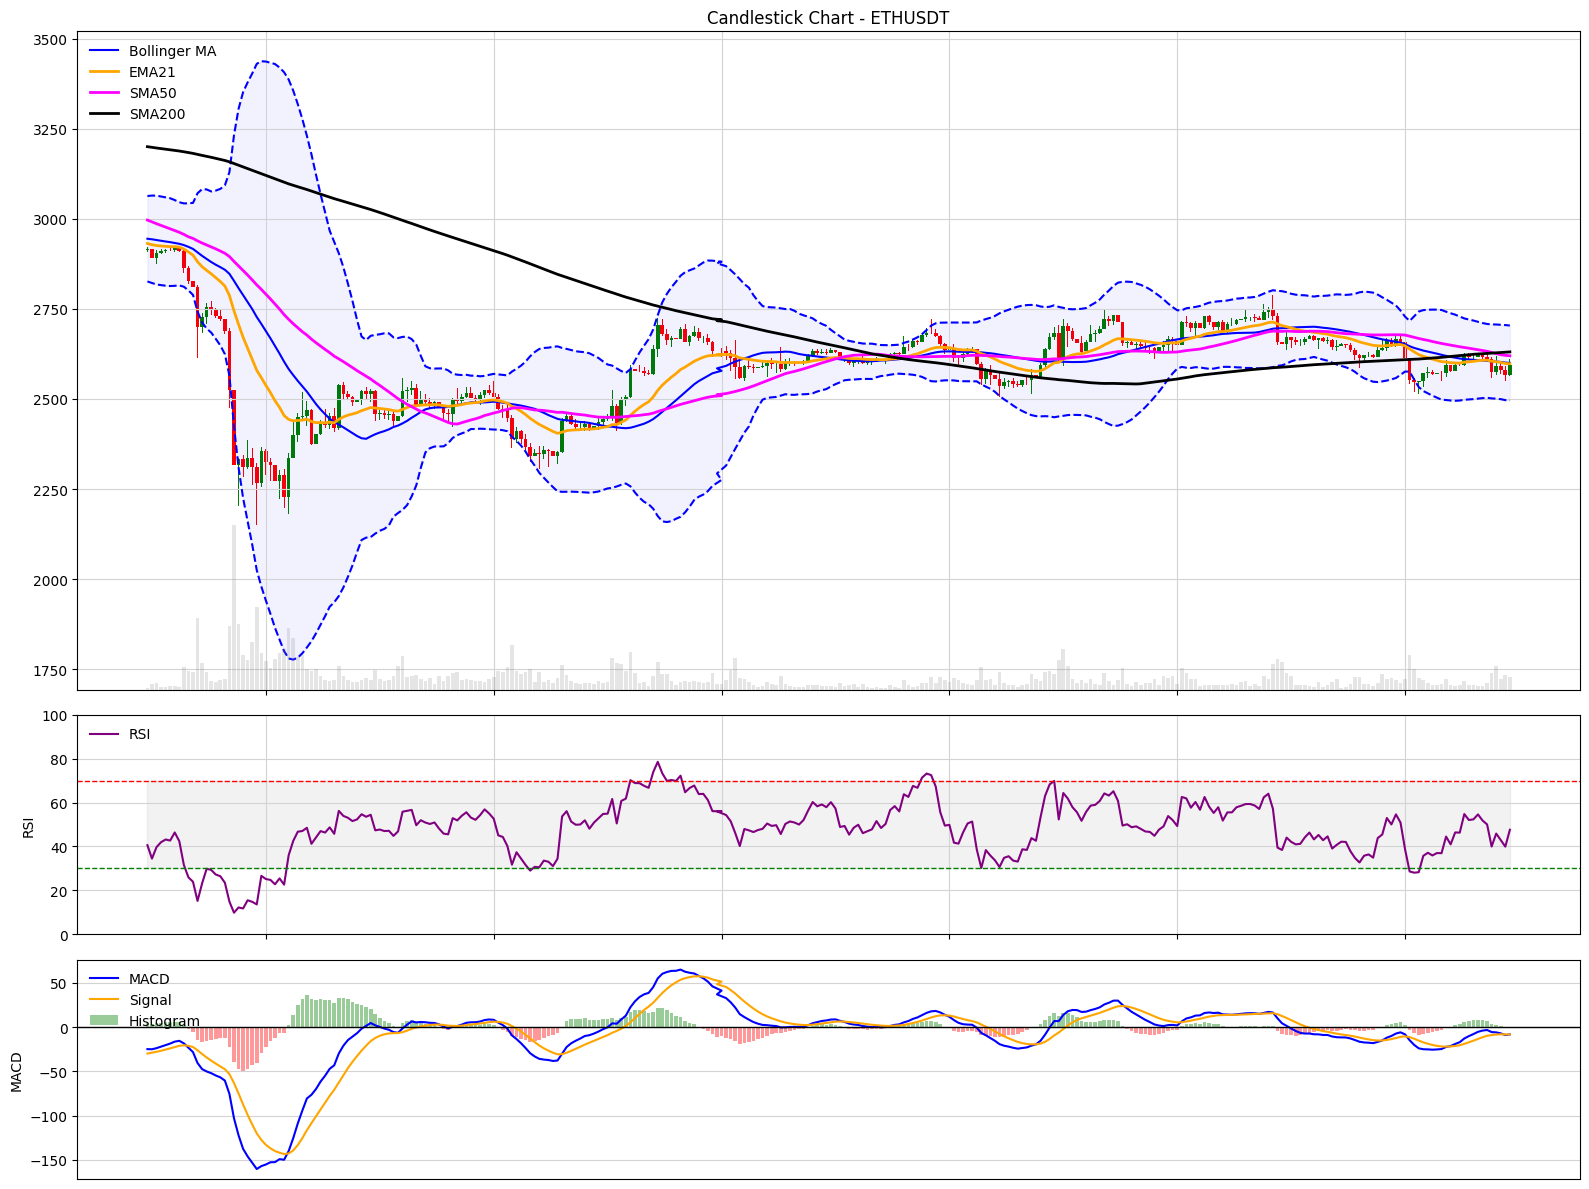 Candlestick Chart - ETHUSDT
3500
3250
3000
2750
2500
2250
2000
1750
Bollinger MA
EMA21
SMA50
SMA200
100
80
60
40
20
0
RSI
RSI
50
0
−50
−100
−150
MACD
MACD
Signal
Histogram